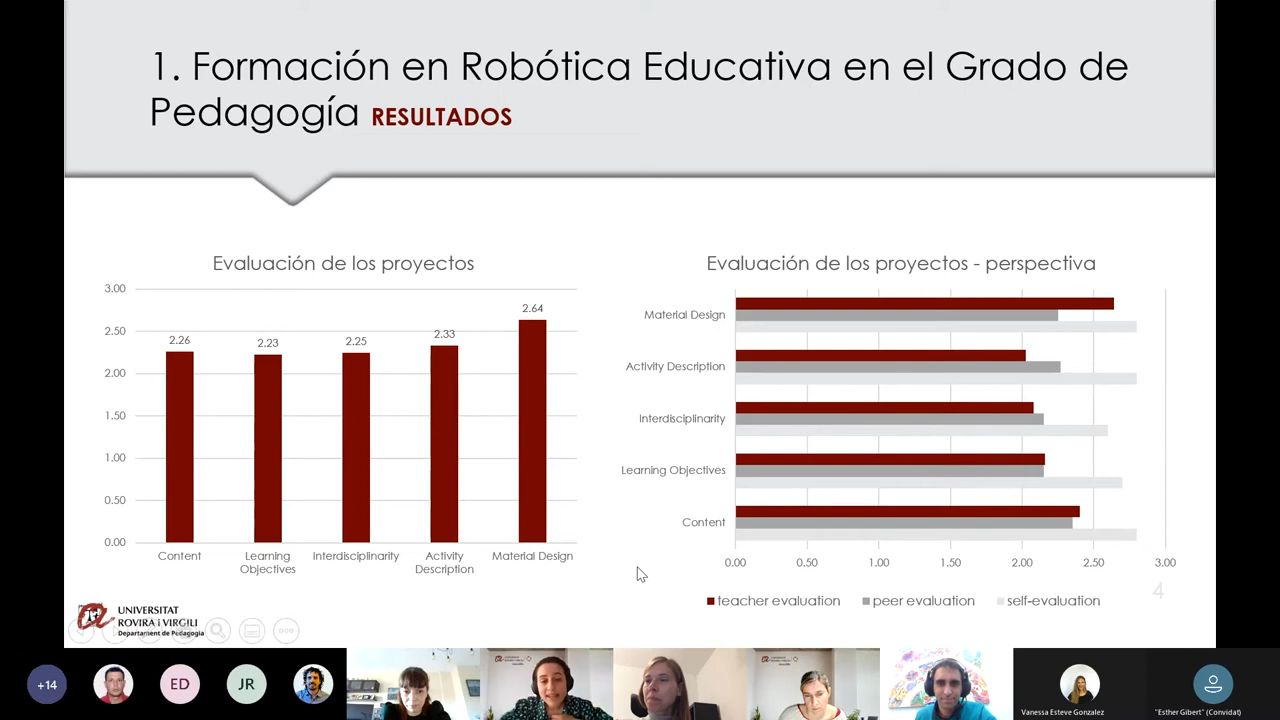 1. Formación en Robótica Educativa en el Grado de
Pedagogía RESULTADOS
Evaluación de los proyectos
3.00
2.50
2.00
1.50
1.00
0.50
0.00
2.26
2.23
2.25
2.33
2.64
Content
Learning
Objectives
Interdisciplinarity
Activity
Description
Material Design
Evaluación de los proyectos - perspectiva
Material Design
Activity Description
Interdisciplinarity
Learning Objectives
Content
0.00 0.50 1.00 1.50 2.00 2.50 3.00
teacher evaluation peer evaluation self-evaluation
4
UNIVERSITAT
ROVIRA i VIRGILI
Departament de Pedagogia
+14
ED
JR
Vanessa Esteve Gonzalez
"Esther Gibert" (Convidat)